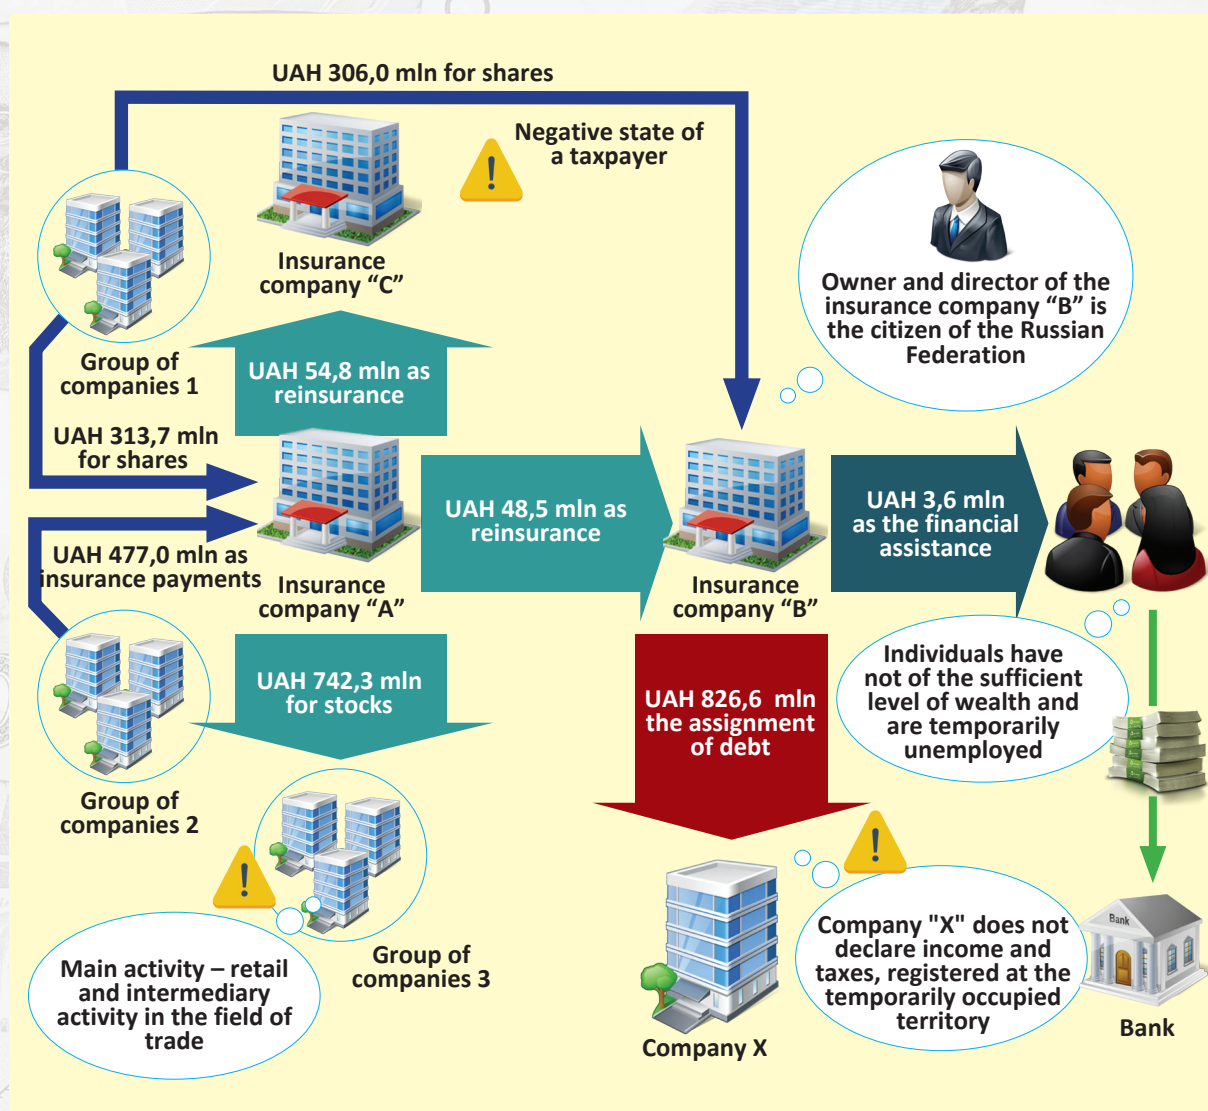 UAH 306,0 mln for shares
Negative state of
a taxpayer
Insurance
company “C”
Owner and director of the
insurance company “B” is
the citizen of the Russian
Federation
Group of
companies 1
UAH 54,8 mln as
reinsurance
UAH 313,7 mln
for shares
UAH 48,5 mln as
reinsurance
UAH 3,6 mln
as the financial
assistance
UAH 477,0 mln as
insurance payments
Insurance
company “A”
Insurance
company “B”
UAH 742,3 mln
for stocks
UAH 826,6 mln
the assignment
of debt
Individuals have
not of the sufficient
level of wealth and
are temporarily
unemployed
Group of
companies 2
Group of
companies 3
Main activity – retail
and intermediary
activity in the field of
trade
Company "X" does not
declare income and
taxes, registered at the
temporarily occupied
territory
Company X
Bank
Bank